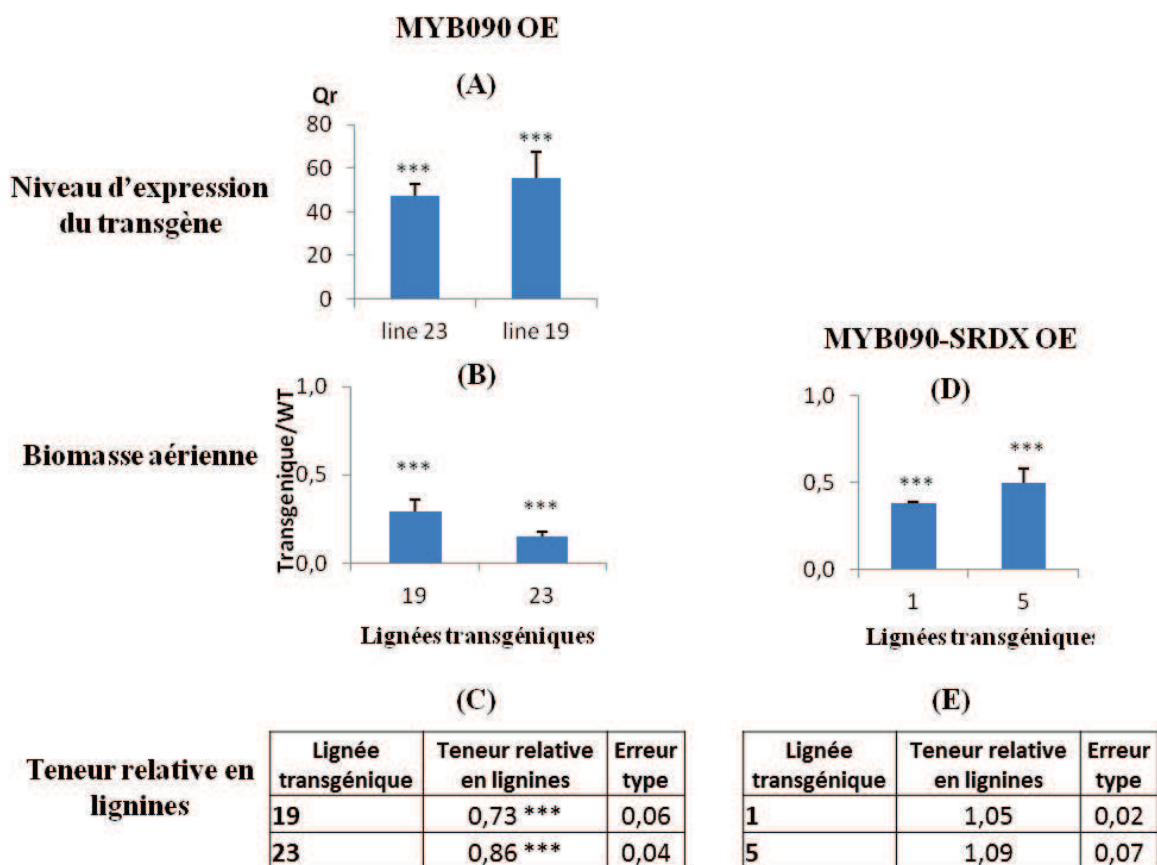 MYB090 OE
(A)
Qr
80
60
40
20
0
***
***
line 23
line 19
Niveau d'expression
du transgène
MYB090-SRDX OE
(B)
Transgenique/WT
1,0
0,5
0,0
***
***
19
23
Lignées transgéniques
Biomasse aérienne
(D)
1,0
0,5
0,0
***
***
1
5
Lignées transgéniques
(C)
(E)
Teneur relative en
lignines
Lignée transgénique
Teneur relative en lignines
Erreur type
19
0,73 ***
0,06
23
0,86 ***
0,04
Lignée transgénique
Teneur relative en lignines
Erreur type
1
1,05
0,02
5
1,09
0,07